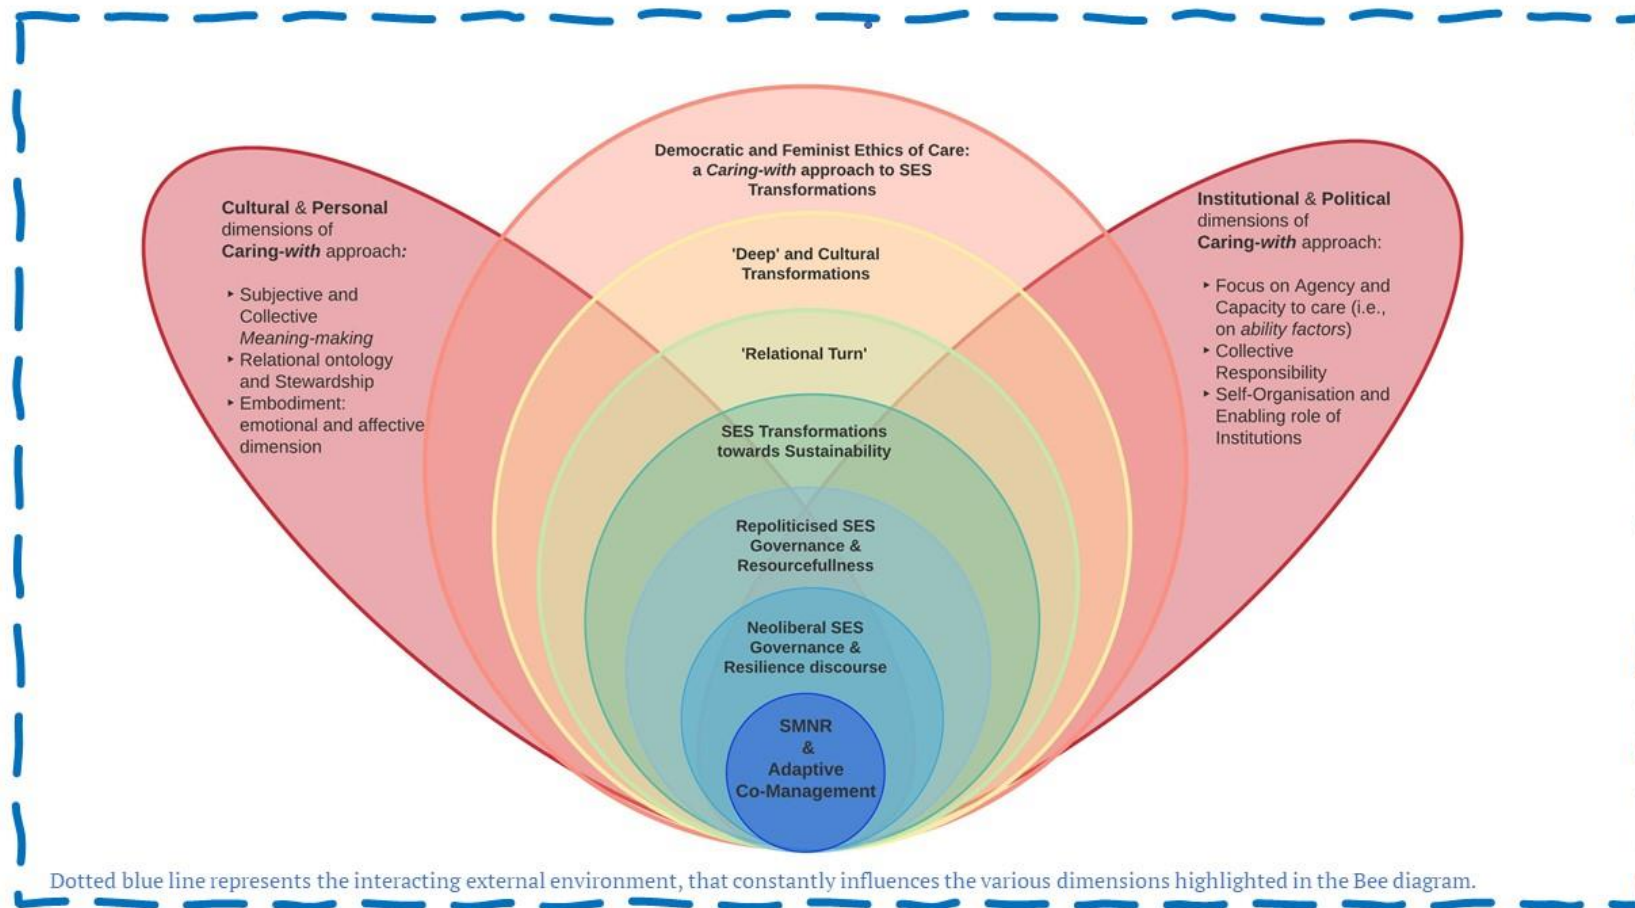 Democratic and Feminist Ethics of Care:
a Caring-with approach to SES
Transformations
Cultural & Personal
dimensions of
Caring-with approach:
‣ Subjective and
Collective
Meaning-making
‣ Relational ontology
and Stewardship
‣ Embodiment:
emotional and affective
dimension
'Deep' and Cultural
Transformations
'Relational Turn'
SES Transformations
towards Sustainability
Repoliticised SES
Governance &
Resourcefullness
Neoliberal SES
Governance &
Resilience discourse
SMNR
&
Adaptive
Co-Management
Institutional & Political
dimensions of
Caring-with approach:
‣ Focus on Agency and
Capacity to care (i.e.,
on ability factors)
‣ Collective
Responsibility
‣ Self-Organisation and
Enabling role of
Institutions
Dotted blue line represents the interacting external environment, that constantly influences the various dimensions highlighted in the Bee diagram.